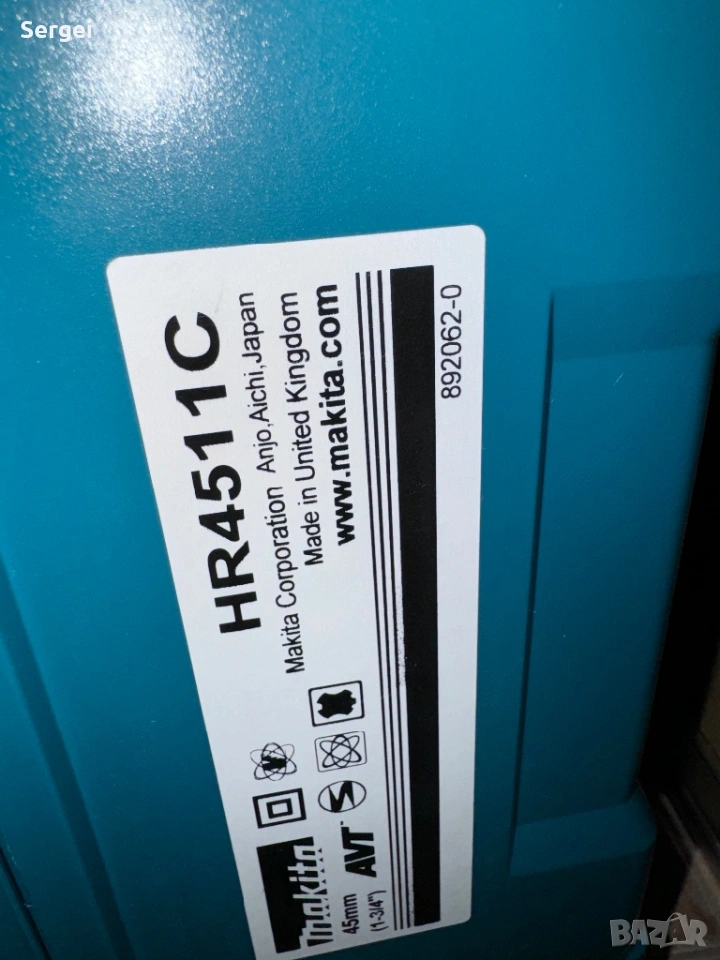 Sergei
HR4511C
Makita Corporation Anjo,Aichi,Japan
Made in United Kingdom
www.makita.com
892062-0
makita
45mm
(1-3/4")
AVT
BAZAR